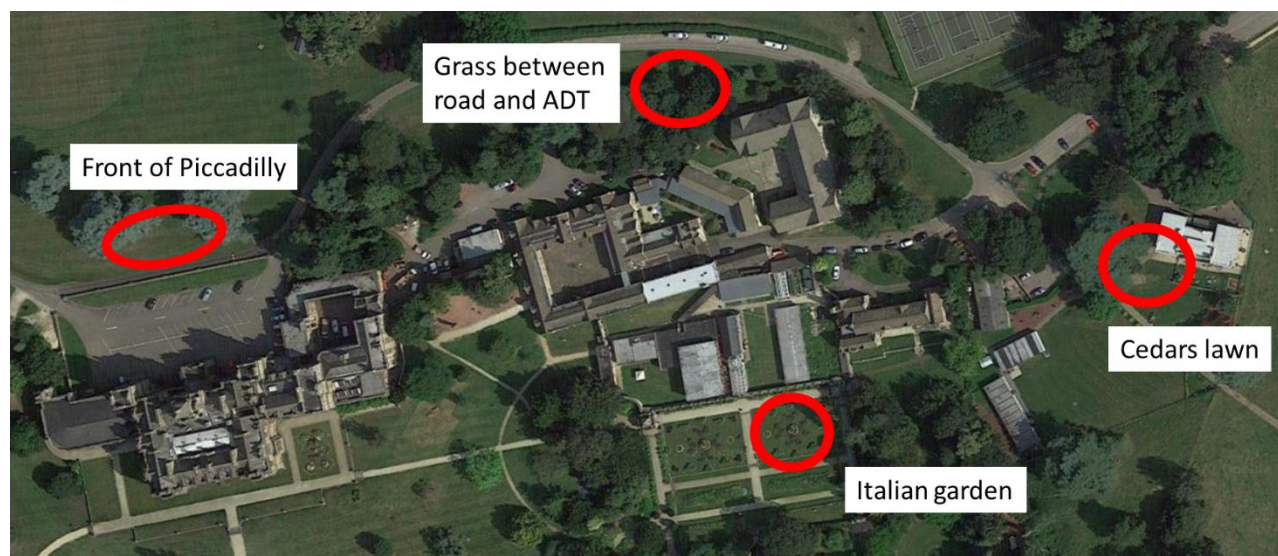 Grass between
road and ADT
Front of Piccadilly
Cedars lawn
Italian garden